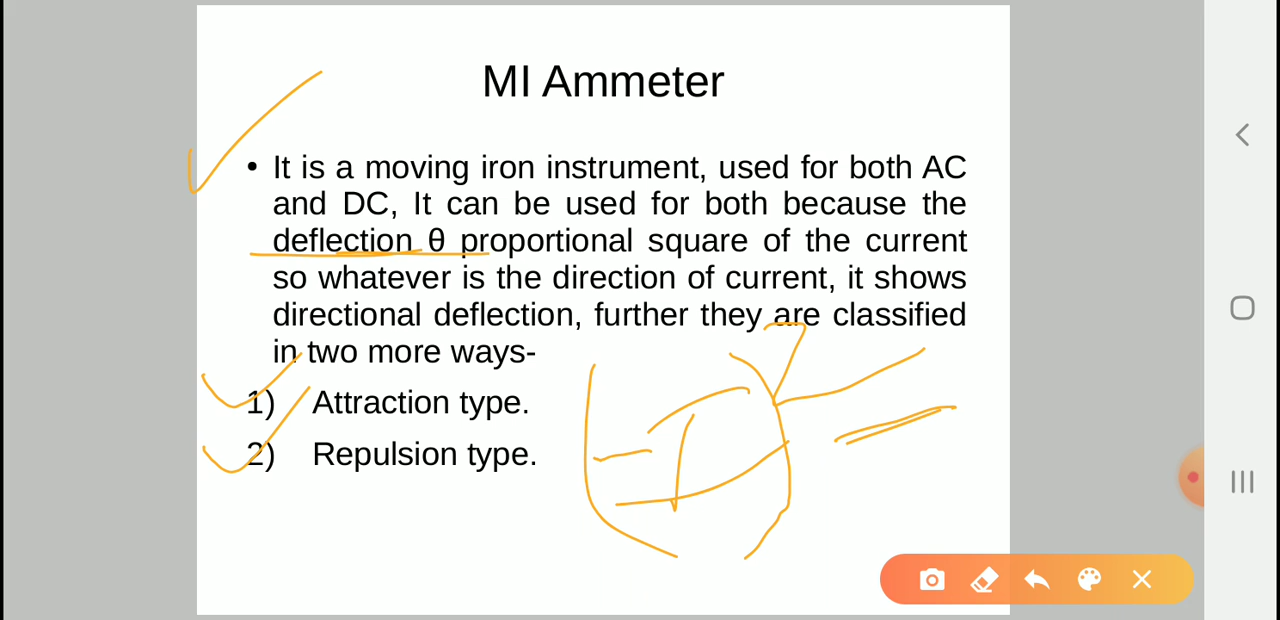 MI Ammeter
• It is a moving iron instrument, used for both AC
and DC, It can be used for both because the
deflection θ proportional square of the current
so whatever is the direction of current, it shows
directional deflection, further they are classified
in two more ways-
1) Attraction type.
2) Repulsion type.
(-I)²